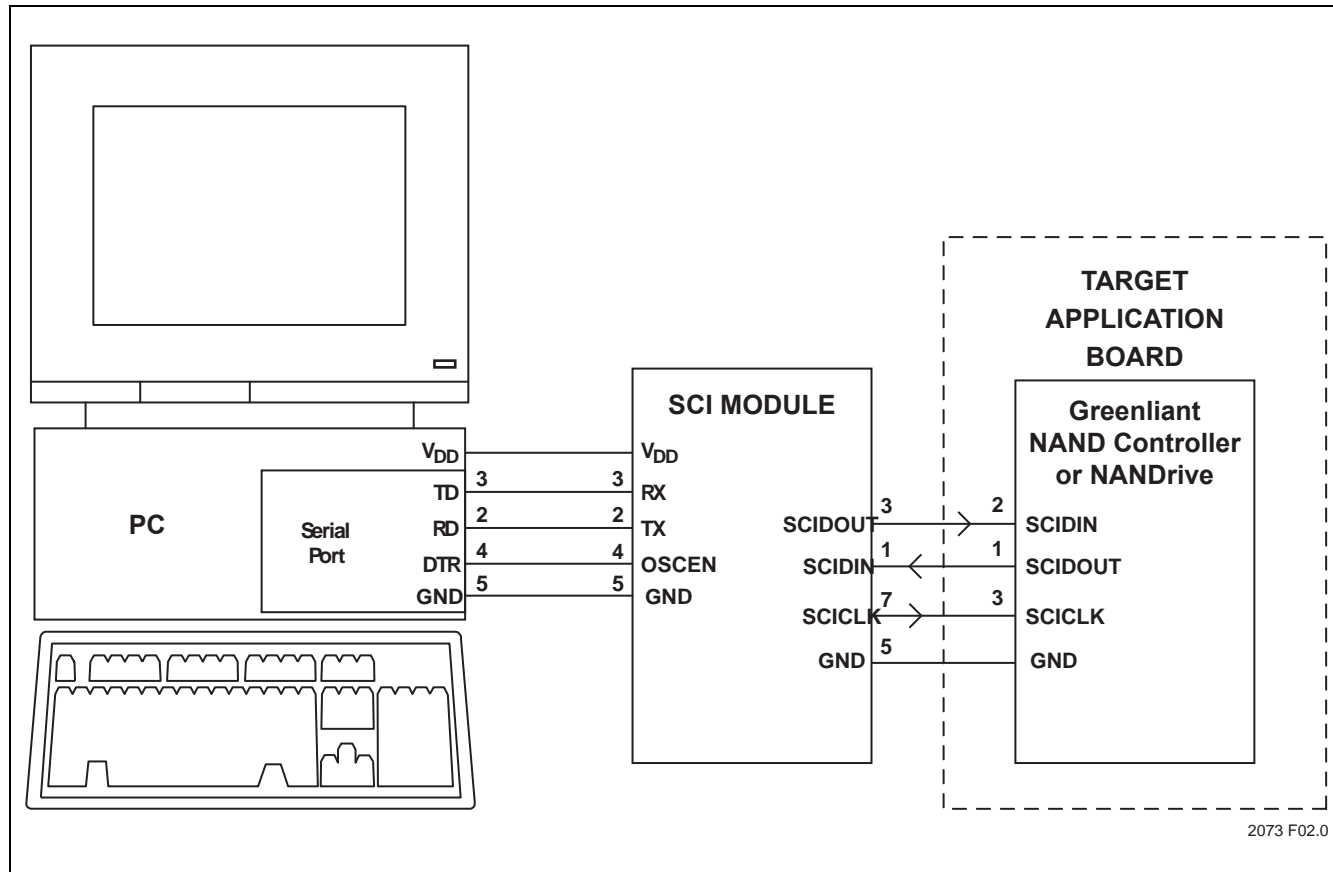 TARGET
APPLICATION
BOARD
SCI MODULE
Greenliant
NAND Controller
or NANDrive
PC
Serial
Port
VDD
TD 3
RD 2
DTR 4
GND 5
VDD
3 RX
2 TX
4 OSCEN
5 GND
SCIDOUT 3
SCIDIN 1
SCICLK 7
GND 5
2 SCIDIN
1 SCIDOUT
3 SCICLK
GND
2073 F02.0